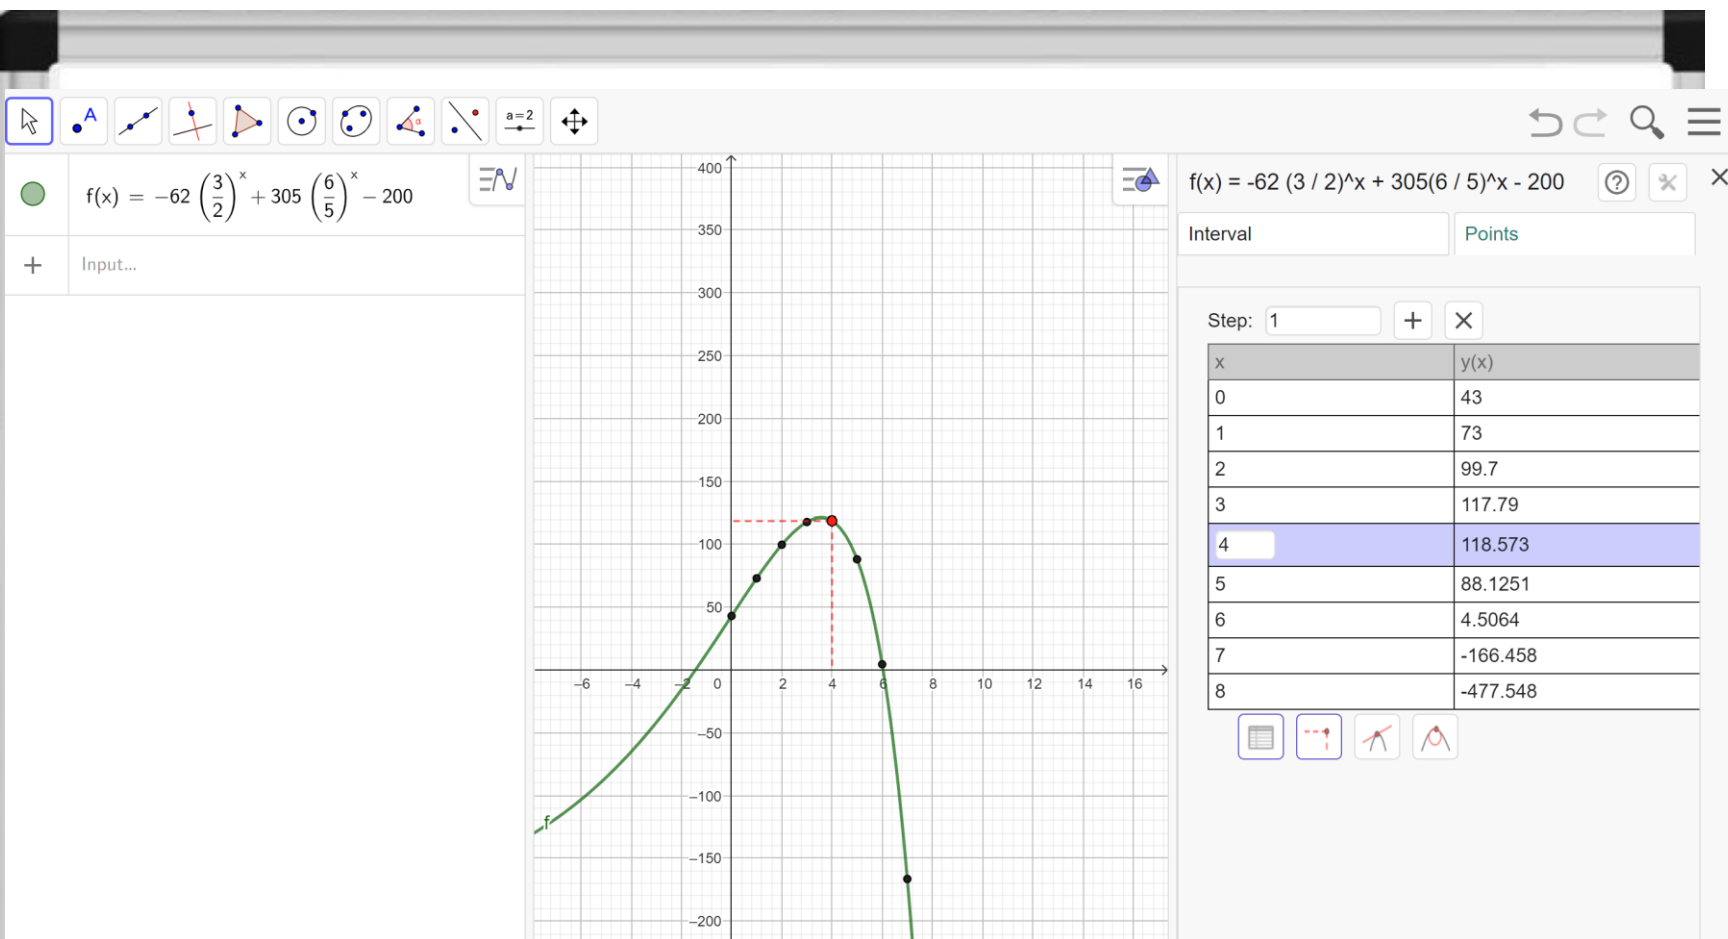 A
α
a=2
f(x) = −62 (3/2)^x + 305 (6/5)^x − 200
Input...
f(x) = -62 (3 / 2)^x + 305(6 / 5)^x - 200
Interval
Points
Step: 1
x y(x)
0 43
1 73
2 99.7
3 117.79
4 118.573
5 88.1251
6 4.5064
7 -166.458
8 -477.548
400
350
300
250
200
150
100
50
–6 –4 –2 0 2 4 6 8 10 12 14 16
–50
–100
f
–150
–200